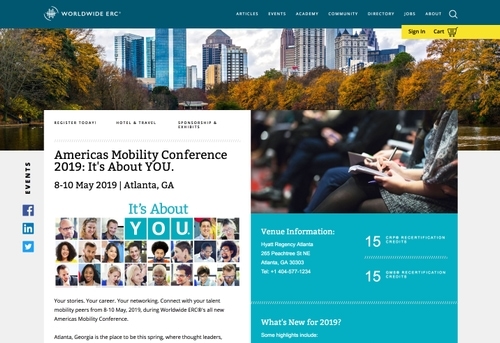 WORLDWIDE ERC
ARTICLES EVENTS ACADEMY COMMUNITY DIRECTORY JOBS ABOUT
Sign In Cart
REGISTER TODAY! HOTEL & TRAVEL SPONSORSHIP & EXHIBITS
EVENTS
Americas Mobility Conference
2019: It's About YOU.
8-10 May 2019 | Atlanta, GA
It's About
YOU.
Your stories. Your career. Your networking. Connect with your talent
mobility peers from 8-10 May, 2019, during Worldwide ERC®'s all new
Americas Mobility Conference.
Atlanta, Georgia is the place to be this spring, where thought leaders,
Venue Information:
Hyatt Regency Atlanta
265 Peachtree St NE
Atlanta, GA 30303
Tel: +1 404-577-1234
15 CRP® RECERTIFICATION
CREDITS
15 GMS® RECERTIFICATION
CREDITS
What's New for 2019?
Some highlights include: